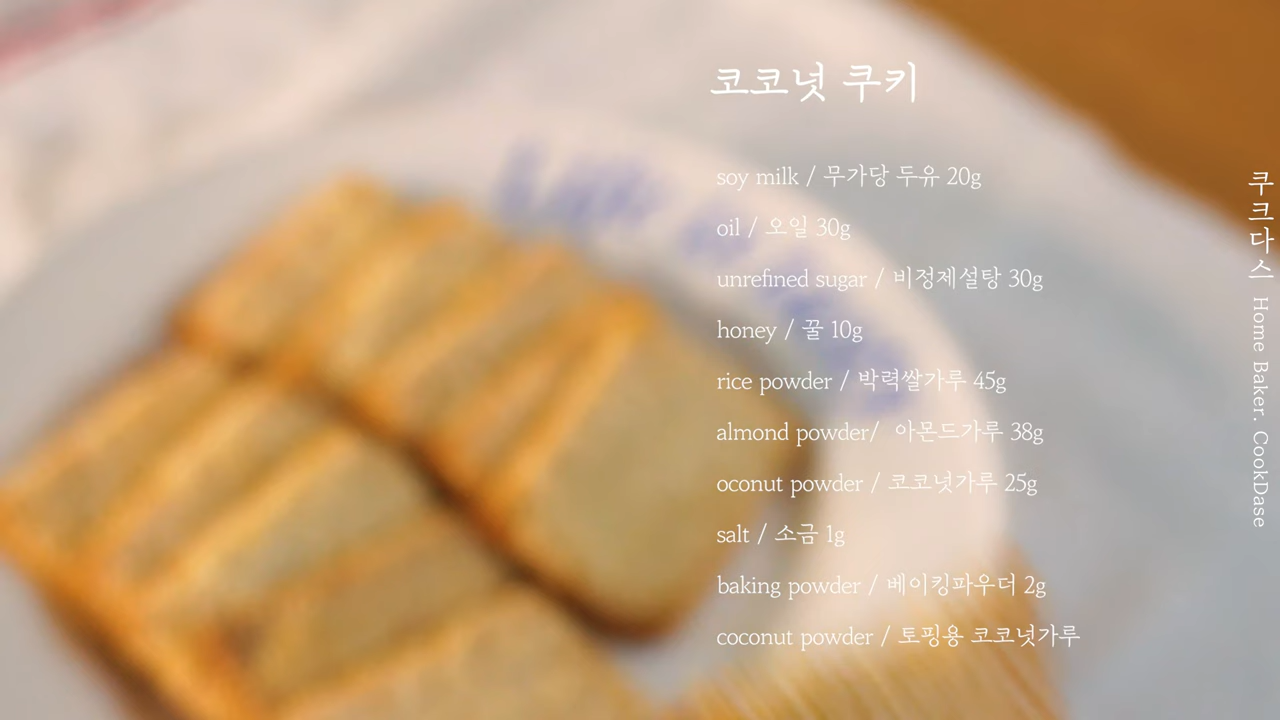 코코넛 쿠키
soy milk / 무가당 두유 20g
oil / 오일 30g
unrefined sugar / 비정제설탕 30g
honey / 꿀 10g
rice powder / 박력쌀가루 45g
almond powder/ 아몬드가루 38g
oconut powder / 코코넛가루 25g
salt / 소금 1g
baking powder / 베이킹파우더 2g
coconut powder / 토핑용 코코넛가루
쿠크다스 Home Baker. CookDase